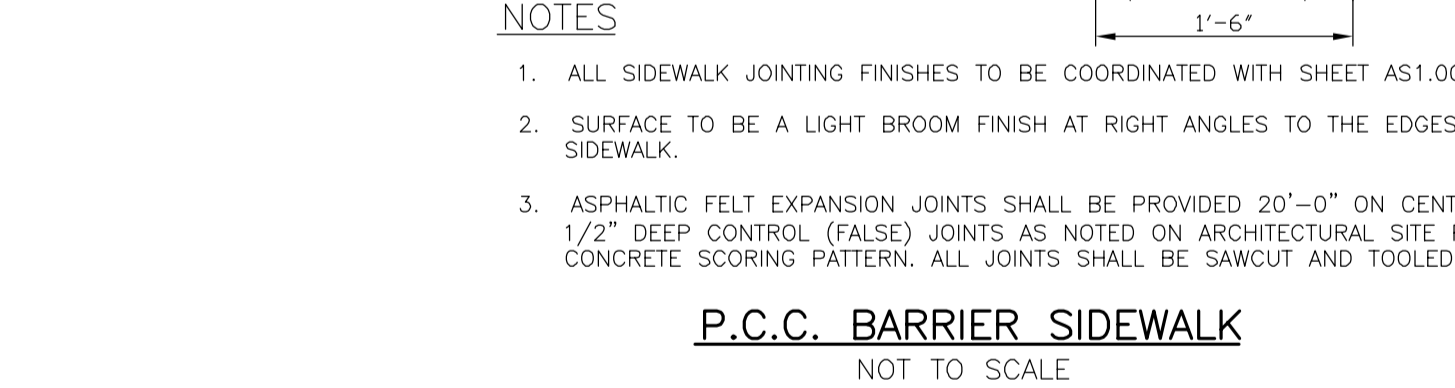 1'-6"
NOTES
1. ALL SIDEWALK JOINTING FINISHES TO BE COORDINATED WITH SHEET AS1.0
2. SURFACE TO BE A LIGHT BROOM FINISH AT RIGHT ANGLES TO THE EDGES
SIDEWALK.
3. ASPHALTIC FELT EXPANSION JOINTS SHALL BE PROVIDED 20'-0" ON CENT
1/2" DEEP CONTROL (FALSE) JOINTS AS NOTED ON ARCHITECTURAL SITE
CONCRETE SCORING PATTERN. ALL JOINTS SHALL BE SAWCUT AND TOOLED
P.C.C. BARRIER SIDEWALK
NOT TO SCALE